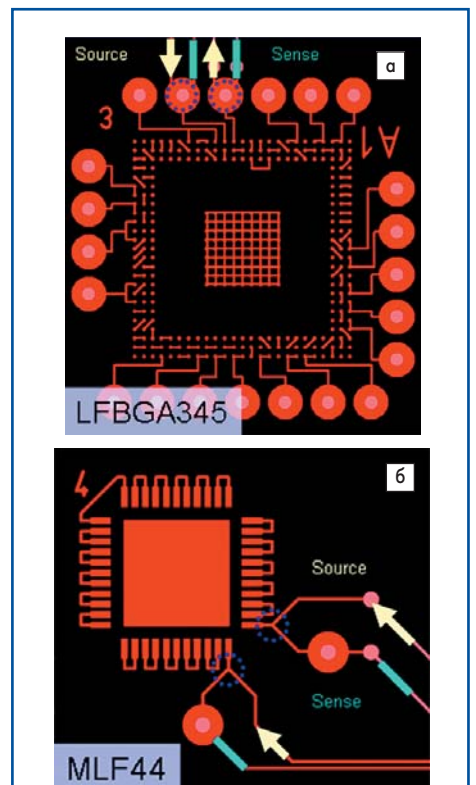 Source
Sense
а
3
A1
LFBGA345
б
4
Source
Sense
MLF44